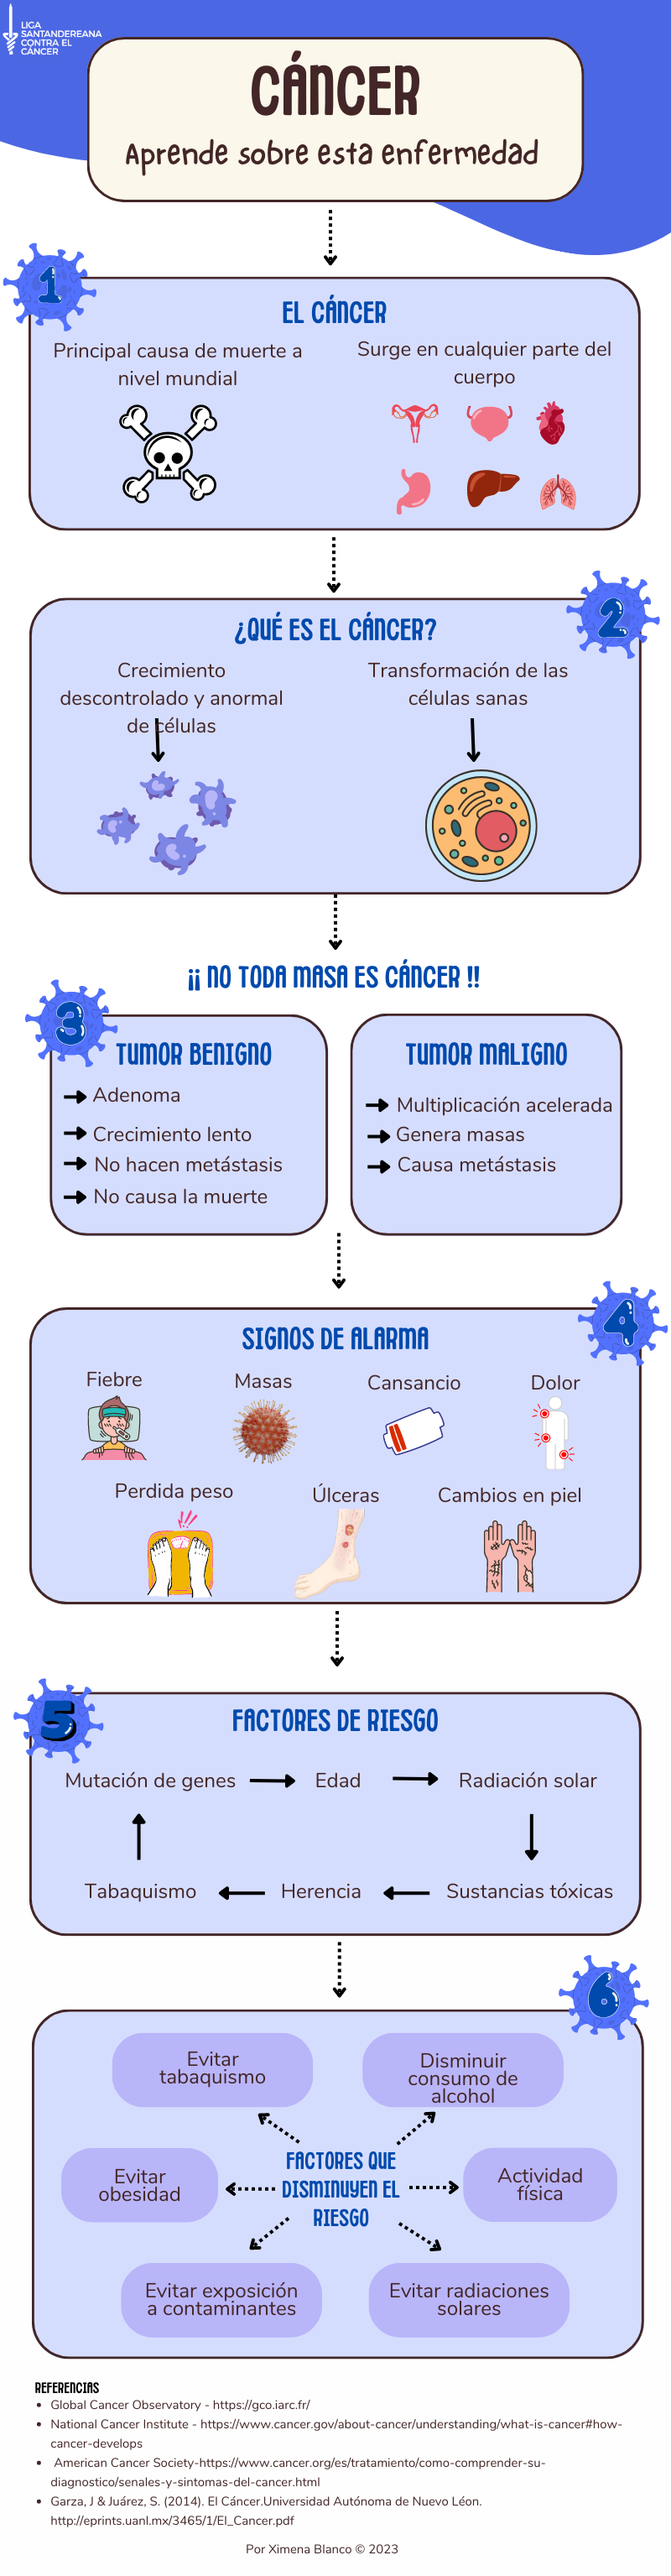 LIGA
SANTANDEREANA
CONTRA EL
CÁNCER
CÁNCER
Aprende sobre esta enfermedad
1
EL CÁNCER
Principal causa de muerte a
nivel mundial
Surge en cualquier parte del
cuerpo
2
¿QUÉ ES EL CÁNCER?
Crecimiento
descontrolado y anormal
de células
Transformación de las
células sanas
¡¡ NO TODA MASA ES CÁNCER !!
3
TUMOR BENIGNO
Adenoma
Crecimiento lento
No hacen metástasis
No causa la muerte
TUMOR MALIGNO
Multiplicación acelerada
Genera masas
Causa metástasis
4
SIGNOS DE ALARMA
Fiebre
Masas
Cansancio
Dolor
Perdida peso
Úlceras
Cambios en piel
5
FACTORES DE RIESGO
Mutación de genes
Edad
Radiación solar
Tabaquismo
Herencia
Sustancias tóxicas
6
Evitar
tabaquismo
Disminuir
consumo de
alcohol
FACTORES QUE
DISMINUYEN EL
RIESGO
Evitar
obesidad
Actividad
física
Evitar exposición
a contaminantes
Evitar radiaciones
solares
REFERENCIAS
• Global Cancer Observatory - https://gco.iarc.fr/
• National Cancer Institute - https://www.cancer.gov/about-cancer/understanding/what-is-cancer#how-
cancer-develops
• American Cancer Society-https://www.cancer.org/es/tratamiento/como-comprender-su-
diagnostico/senales-y-sintomas-del-cancer.html
• Garza, J & Juárez, S. (2014). El Cáncer.Universidad Autónoma de Nuevo Léon.
http://eprints.uanl.mx/3465/1/El_Cancer.pdf
Por Ximena Blanco © 2023